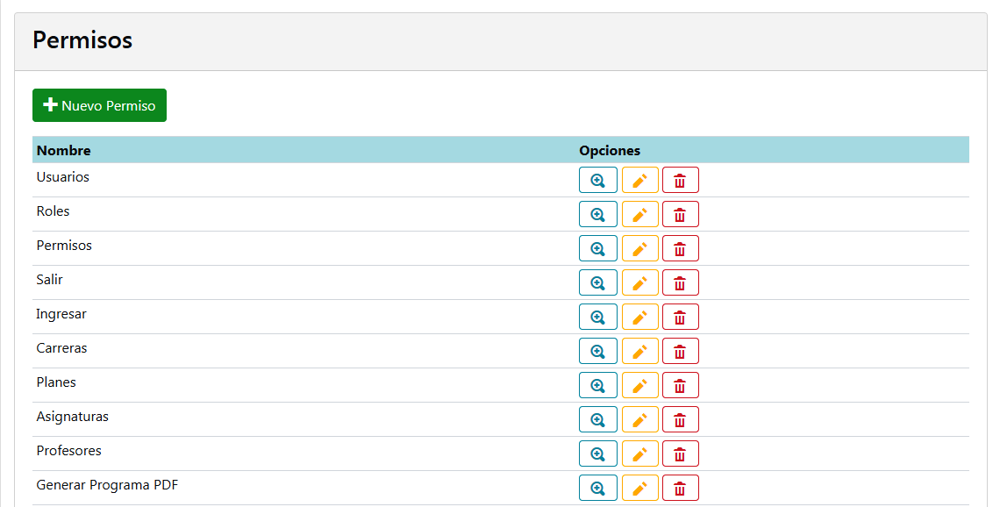 Permisos
Nuevo Permiso
Nombre Opciones
Usuarios
Roles
Permisos
Salir
Ingresar
Carreras
Planes
Asignaturas
Profesores
Generar Programa PDF